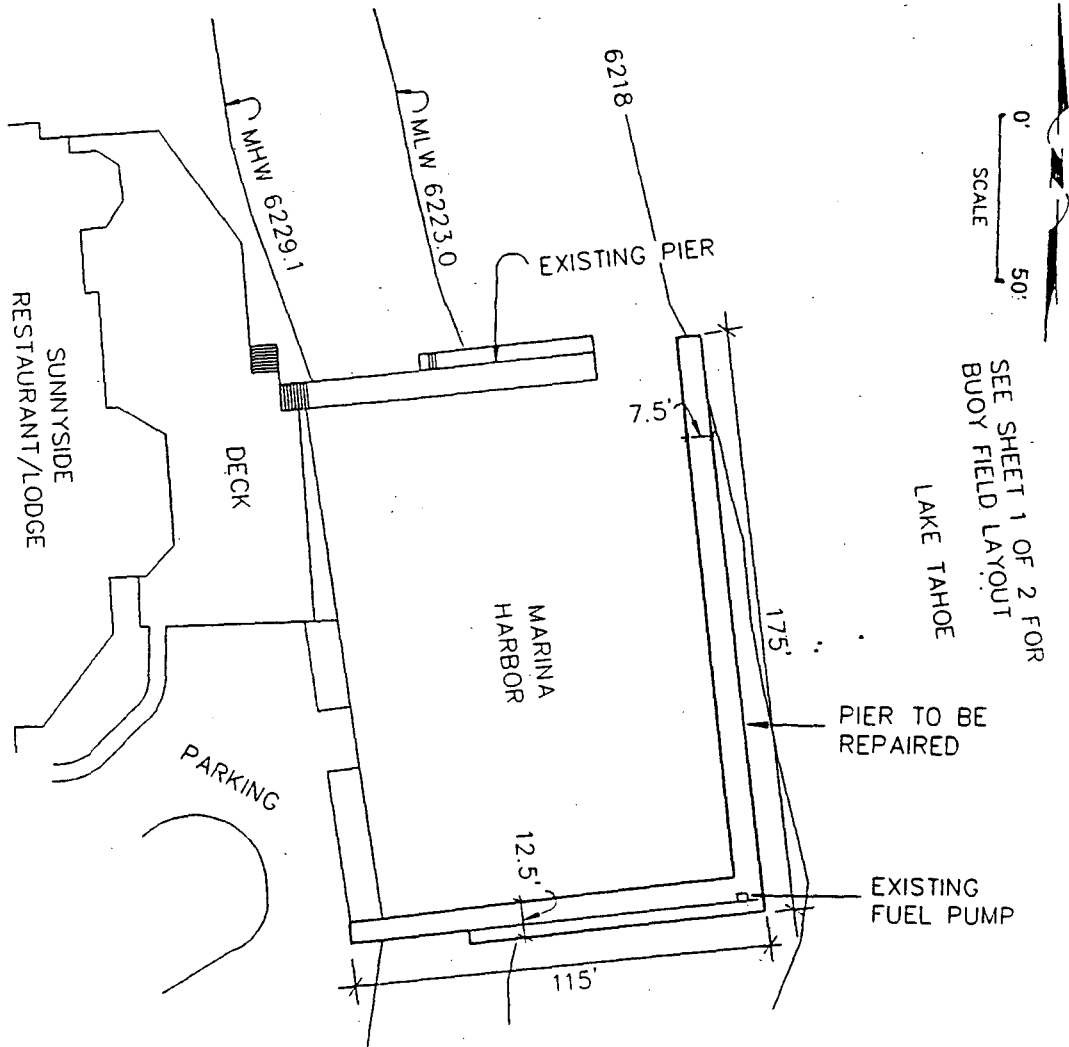 0'
50'
SCALE
SEE SHEET 1 OF 2 FOR
BUOY FIELD LAYOUT
LAKE TAHOE
6218
MLW 6223.0
MHW 6229.1
EXISTING PIER
7.5'
175'
SUNNYSIDE
RESTAURANT/LODGE
DECK
MARINA
HARBOR
PIER TO BE
REPAIRED
PARKING
12.5'
EXISTING
FUEL PUMP
115'